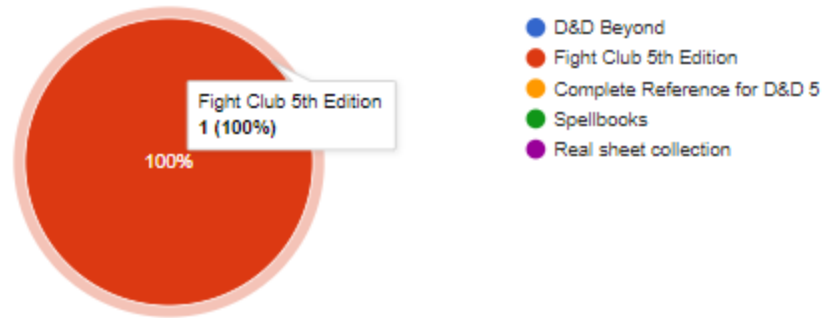 Fight Club 5th Edition
1 (100%)
100%
D&D Beyond
Fight Club 5th Edition
Complete Reference for D&D 5
Spellbooks
Real sheet collection